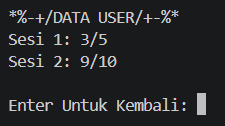 *%-+/DATA USER/+-%*
Sesi 1: 3/5
Sesi 2: 9/10
Enter Untuk Kembali: